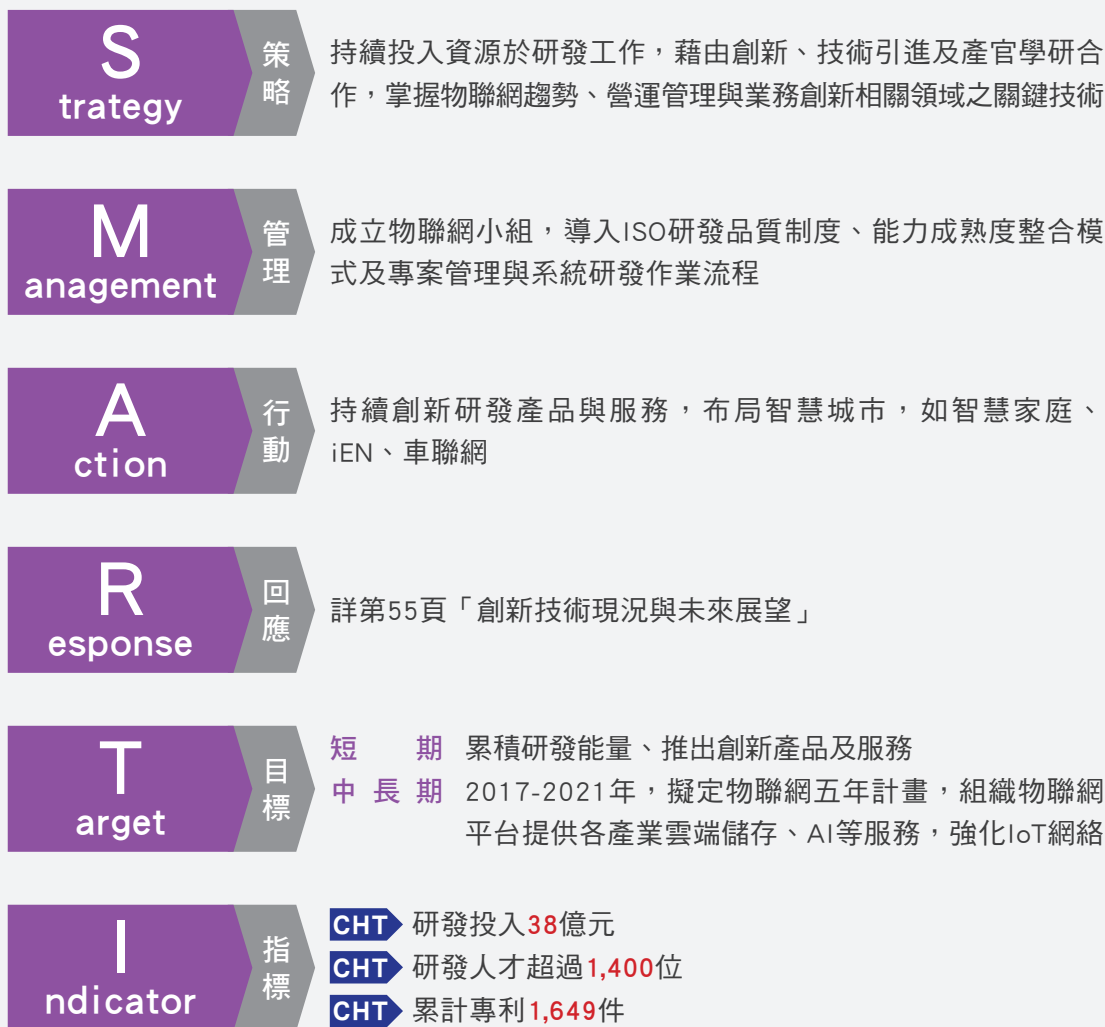 Strategy
策略
持續投入資源於研發工作，藉由創新、技術引進及產官學研合
作，掌握物聯網趨勢、營運管理與業務創新相關領域之關鍵技術
Management
管理
成立物聯網小組，導入ISO研發品質制度、能力成熟度整合模
式及專案管理與系統研發作業流程
Action
行動
持續創新研發產品與服務，布局智慧城市，如智慧家庭、
iEN、車聯網
Response
回應
詳第55頁「創新技術現況與未來展望」
Target
目標
短期 累積研發能量、推出創新產品及服務
中長期 2017-2021年，擬定物聯網五年計畫，組織物聯網
平台提供各產業雲端儲存、AI等服務，強化IoT網絡
Indicator
指標
CHT 研發投入38億元
CHT 研發人才超過1,400位
CHT 累計專利1,649件